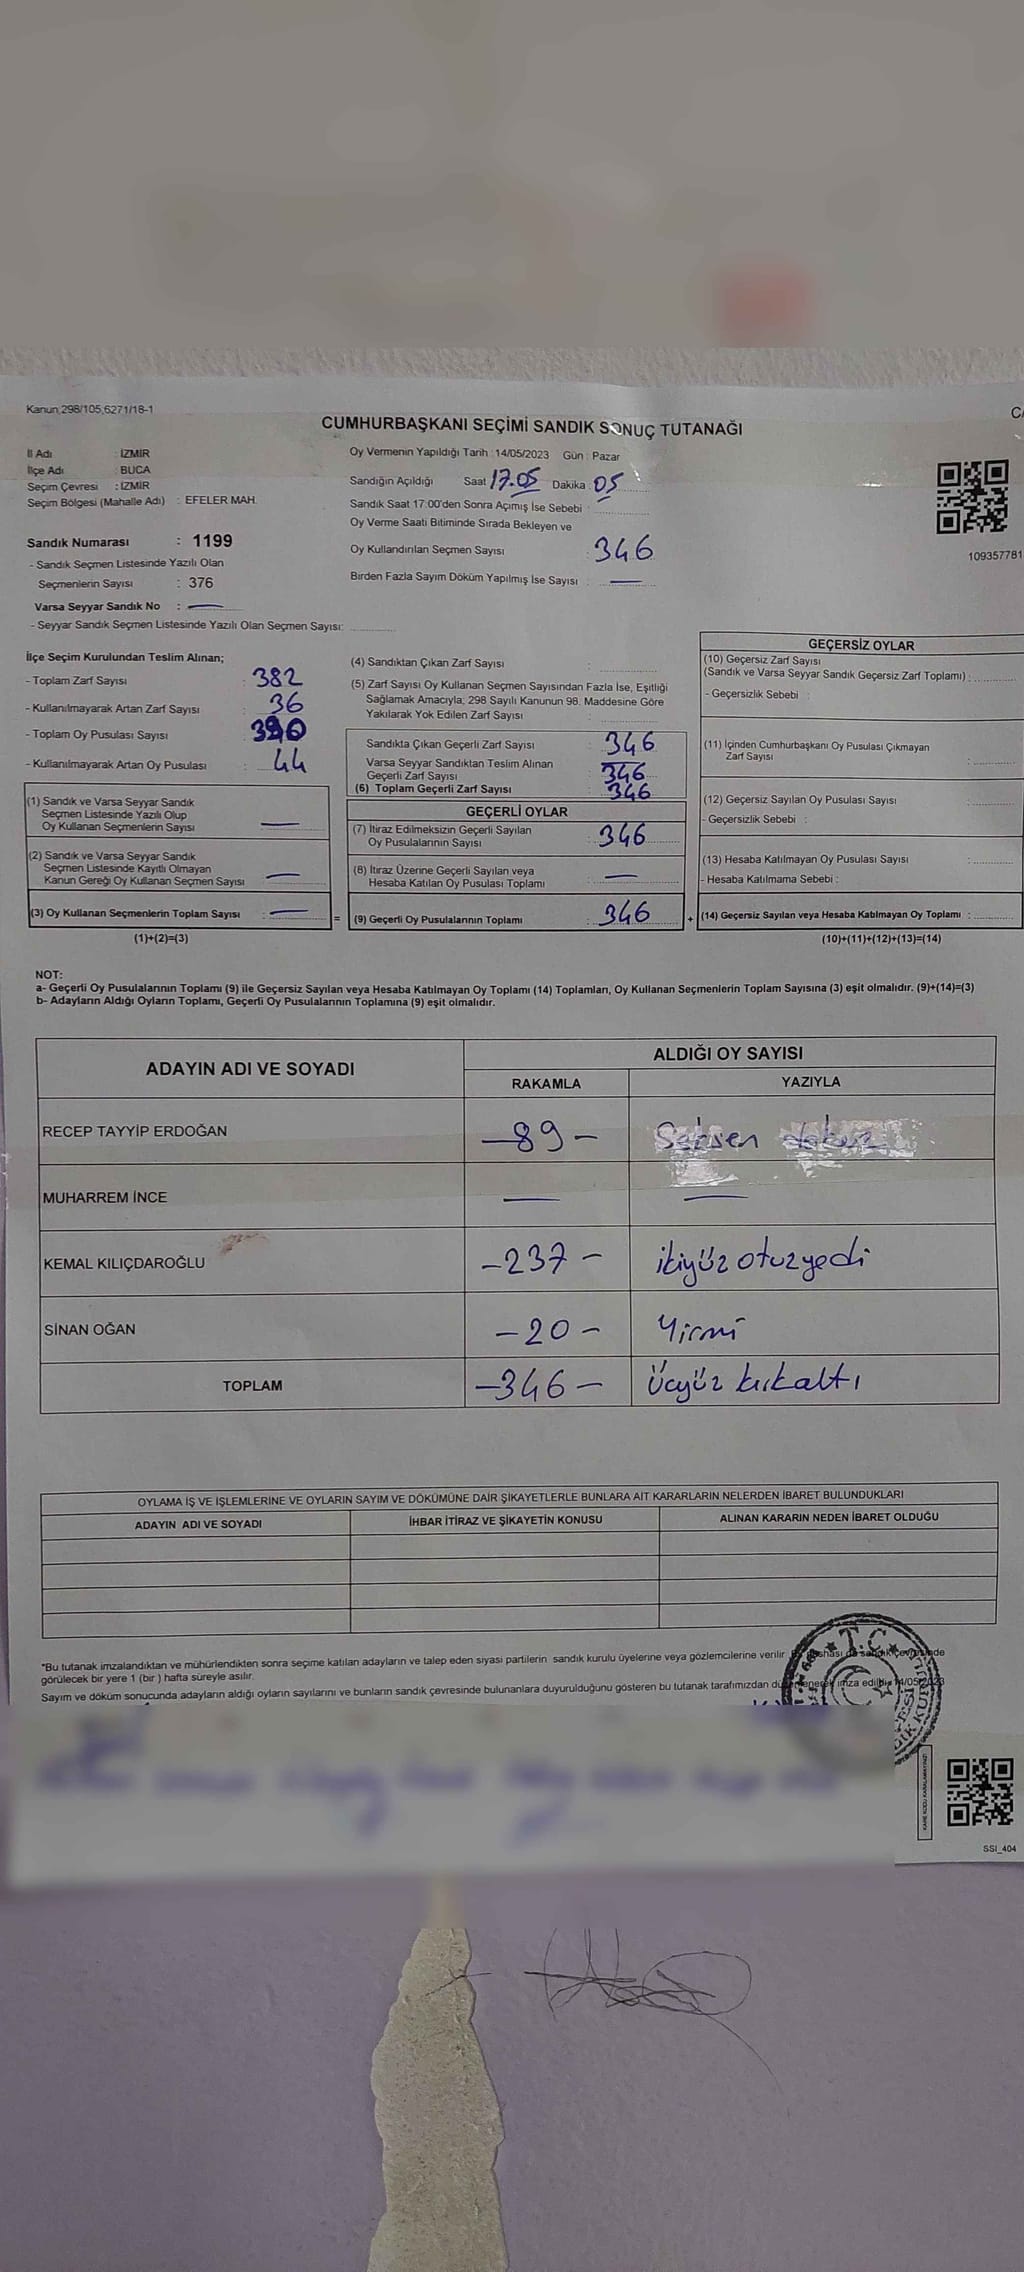 Kanun 298/105,6271/18-1
CUMHURBAŞKANI SEÇİMİ SANDIK SONUÇ TUTANAĞI
İl Adı : İZMİR
İlçe Adı : BUCA
Seçim Çevresi : İZMİR
Seçim Bölgesi (Mahalle Adı) : EFELER MAH.
Sandık Numarası : 1199
- Sandık Seçmen Listesinde Yazılı Olan
Seçmenlerin Sayısı : 376
Varsa Seyyar Sandık No : —
- Seyyar Sandık Seçmen Listesinde Yazılı Olan Seçmen Sayısı:
Oy Vermenin Yapıldığı Tarih : 14/05/2023 Gün : Pazar
Sandığın Açıldığı Saat 17.05 Dakika 05
Sandık Saat 17:00'den Sonra Açmış İse Sebebi :
Oy Verme Saati Bitiminde Sırada Bekleyen ve
Oy Kullandırılan Seçmen Sayısı : 346
Birden Fazla Sayım Döküm Yapılmış İse Sayısı : —
109357781
İlçe Seçim Kurulundan Teslim Alınan;
- Toplam Zarf Sayısı : 382
- Kullanılmayarak Artan Zarf Sayısı : 36
- Toplam Oy Pusulası Sayısı : 390
- Kullanılmayarak Artan Oy Pusulası : 44
(1) Sandık ve Varsa Seyyar Sandık
Seçmen Listesinde Yazılı Olup
Oy Kullanan Seçmenlerin Sayısı : —
(2) Sandık ve Varsa Seyyar Sandık
Seçmen Listesinde Kayıtlı Olmayan
Kanun Gereği Oy Kullanan Seçmen Sayısı : —
(3) Oy Kullanan Seçmenlerin Toplam Sayısı : —
(1)+(2)=(3)
(4) Sandıktan Çıkan Zarf Sayısı :
(5) Zarf Sayısı Oy Kullanan Seçmen Sayısından Fazla İse, Eşitliği
Sağlamak Amacıyla; 298 Sayılı Kanunun 98. Maddesine Göre
Yakılarak Yok Edilen Zarf Sayısı :
Sandıkta Çıkan Geçerli Zarf Sayısı : 346
Varsa Seyyar Sandıktan Teslim Alınan
Geçerli Zarf Sayısı : 346
(6) Toplam Geçerli Zarf Sayısı : 346
GEÇERLİ OYLAR
(7) İtiraz Edilmeksizin Geçerli Sayılan
Oy Pusulalarının Sayısı : 346
(8) İtiraz Üzerine Geçerli Sayılan veya
Hesaba Katılan Oy Pusulası Toplamı : —
= (9) Geçerli Oy Pusulalarının Toplamı : 346
GEÇERSİZ OYLAR
(10) Geçersiz Zarf Sayısı
(Sandık ve Varsa Seyyar Sandık Geçersiz Zarf Toplamı) :
- Geçersizlik Sebebi :
(11) İçinden Cumhurbaşkanı Oy Pusulası Çıkmayan
Zarf Sayısı :
(12) Geçersiz Sayılan Oy Pusulası Sayısı :
- Geçersizlik Sebebi :
(13) Hesaba Katılmayan Oy Pusulası Sayısı :
- Hesaba Katılmama Sebebi :
+ (14) Geçersiz Sayılan veya Hesaba Katılmayan Oy Toplamı :
(10)+(11)+(12)+(13)=(14)
NOT:
a- Geçerli Oy Pusulalarının Toplamı (9) ile Geçersiz Sayılan veya Hesaba Katılmayan Oy Toplamı (14) Toplamları, Oy Kullanan Seçmenlerin Toplam Sayısına (3) eşit olmalıdır. (9)+(14)=(3)
b- Adayların Aldığı Oyların Toplamı, Geçerli Oy Pusulalarının Toplamına (9) eşit olmalıdır.
ADAYIN ADI VE SOYADI
ALDIĞI OY SAYISI
RAKAMLA YAZIYLA
RECEP TAYYİP ERDOĞAN -89- Seksen dokuz
MUHARREM İNCE — —
KEMAL KILIÇDAROĞLU -237- ikiyüz otuzyedi
SİNAN OĞAN -20- Yirmi
TOPLAM -346- Üçyüz kırkaltı
OYLAMA İŞ VE İŞLEMLERİNE VE OYLARIN SAYIM VE DÖKÜMÜNE DAİR ŞİKAYETLERLE BUNLARA AİT KARARLARIN NELERDEN İBARET BULUNDUKLARI
ADAYIN ADI VE SOYADI İHBAR İTİRAZ VE ŞİKAYETİN KONUSU ALINAN KARARIN NEDEN İBARET OLDUĞU
*Bu tutanak imzalandıktan ve mühürlendikten sonra seçime katılan adayların ve talep eden siyasi partilerin sandık kurulu üyelerine veya gözlemcilerine verilir. sandık çevresinde
görülecek bir yere 1 (bir ) hafta süreyle asılır.
Sayım ve döküm sonucunda adayların aldığı oyların sayılarını ve bunların sandık çevresinde bulunanlara duyurulduğunu gösteren bu tutanak tarafımızdan düzenlenerek imza edildi. 14/05/2023
T.C.
SSI_404